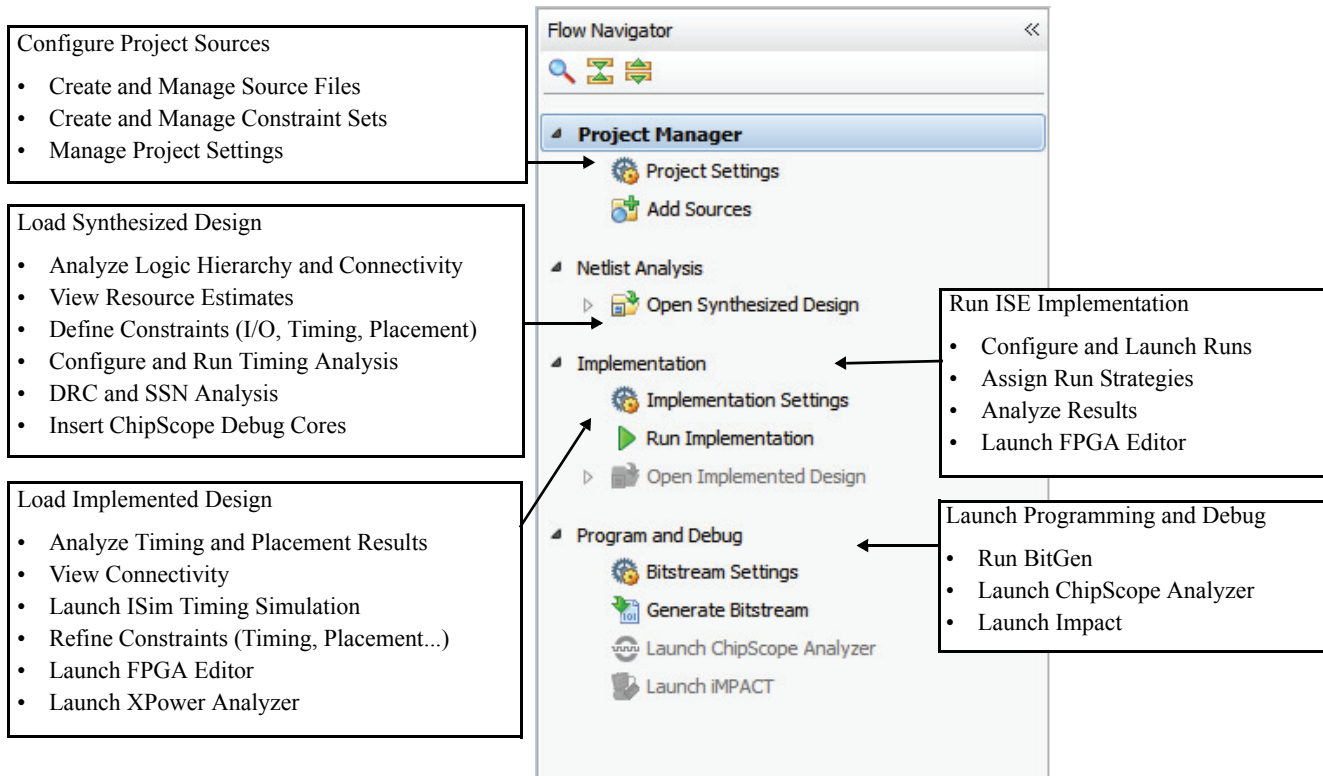 Configure Project Sources
• Create and Manage Source Files
• Create and Manage Constraint Sets
• Manage Project Settings
Load Synthesized Design
• Analyze Logic Hierarchy and Connectivity
• View Resource Estimates
• Define Constraints (I/O, Timing, Placement)
• Configure and Run Timing Analysis
• DRC and SSN Analysis
• Insert ChipScope Debug Cores
Load Implemented Design
• Analyze Timing and Placement Results
• View Connectivity
• Launch ISim Timing Simulation
• Refine Constraints (Timing, Placement...)
• Launch FPGA Editor
• Launch XPower Analyzer
Flow Navigator
Project Manager
Project Settings
Add Sources
Netlist Analysis
Open Synthesized Design
Implementation
Implementation Settings
Run Implementation
Open Implemented Design
Program and Debug
Bitstream Settings
Generate Bitstream
Launch ChipScope Analyzer
Launch iMPACT
Run ISE Implementation
• Configure and Launch Runs
• Assign Run Strategies
• Analyze Results
• Launch FPGA Editor
Launch Programming and Debug
• Run BitGen
• Launch ChipScope Analyzer
• Launch Impact